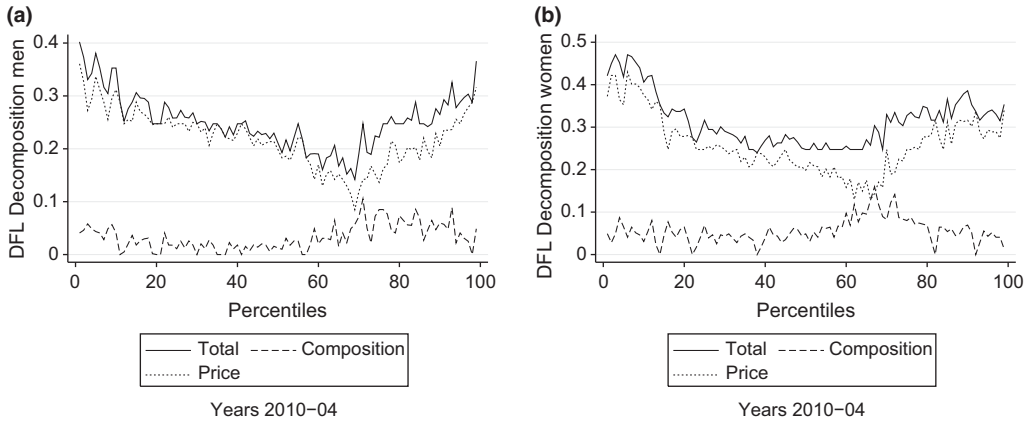 (a)
DFL Decomposition men
0.4
0.3
0.2
0.1
0
0 20 40 60 80 100
Percentiles
Total Composition
Price
Years 2010−04
(b)
DFL Decomposition women
0.5
0.4
0.3
0.2
0.1
0
0 20 40 60 80 100
Percentiles
Total Composition
Price
Years 2010−04